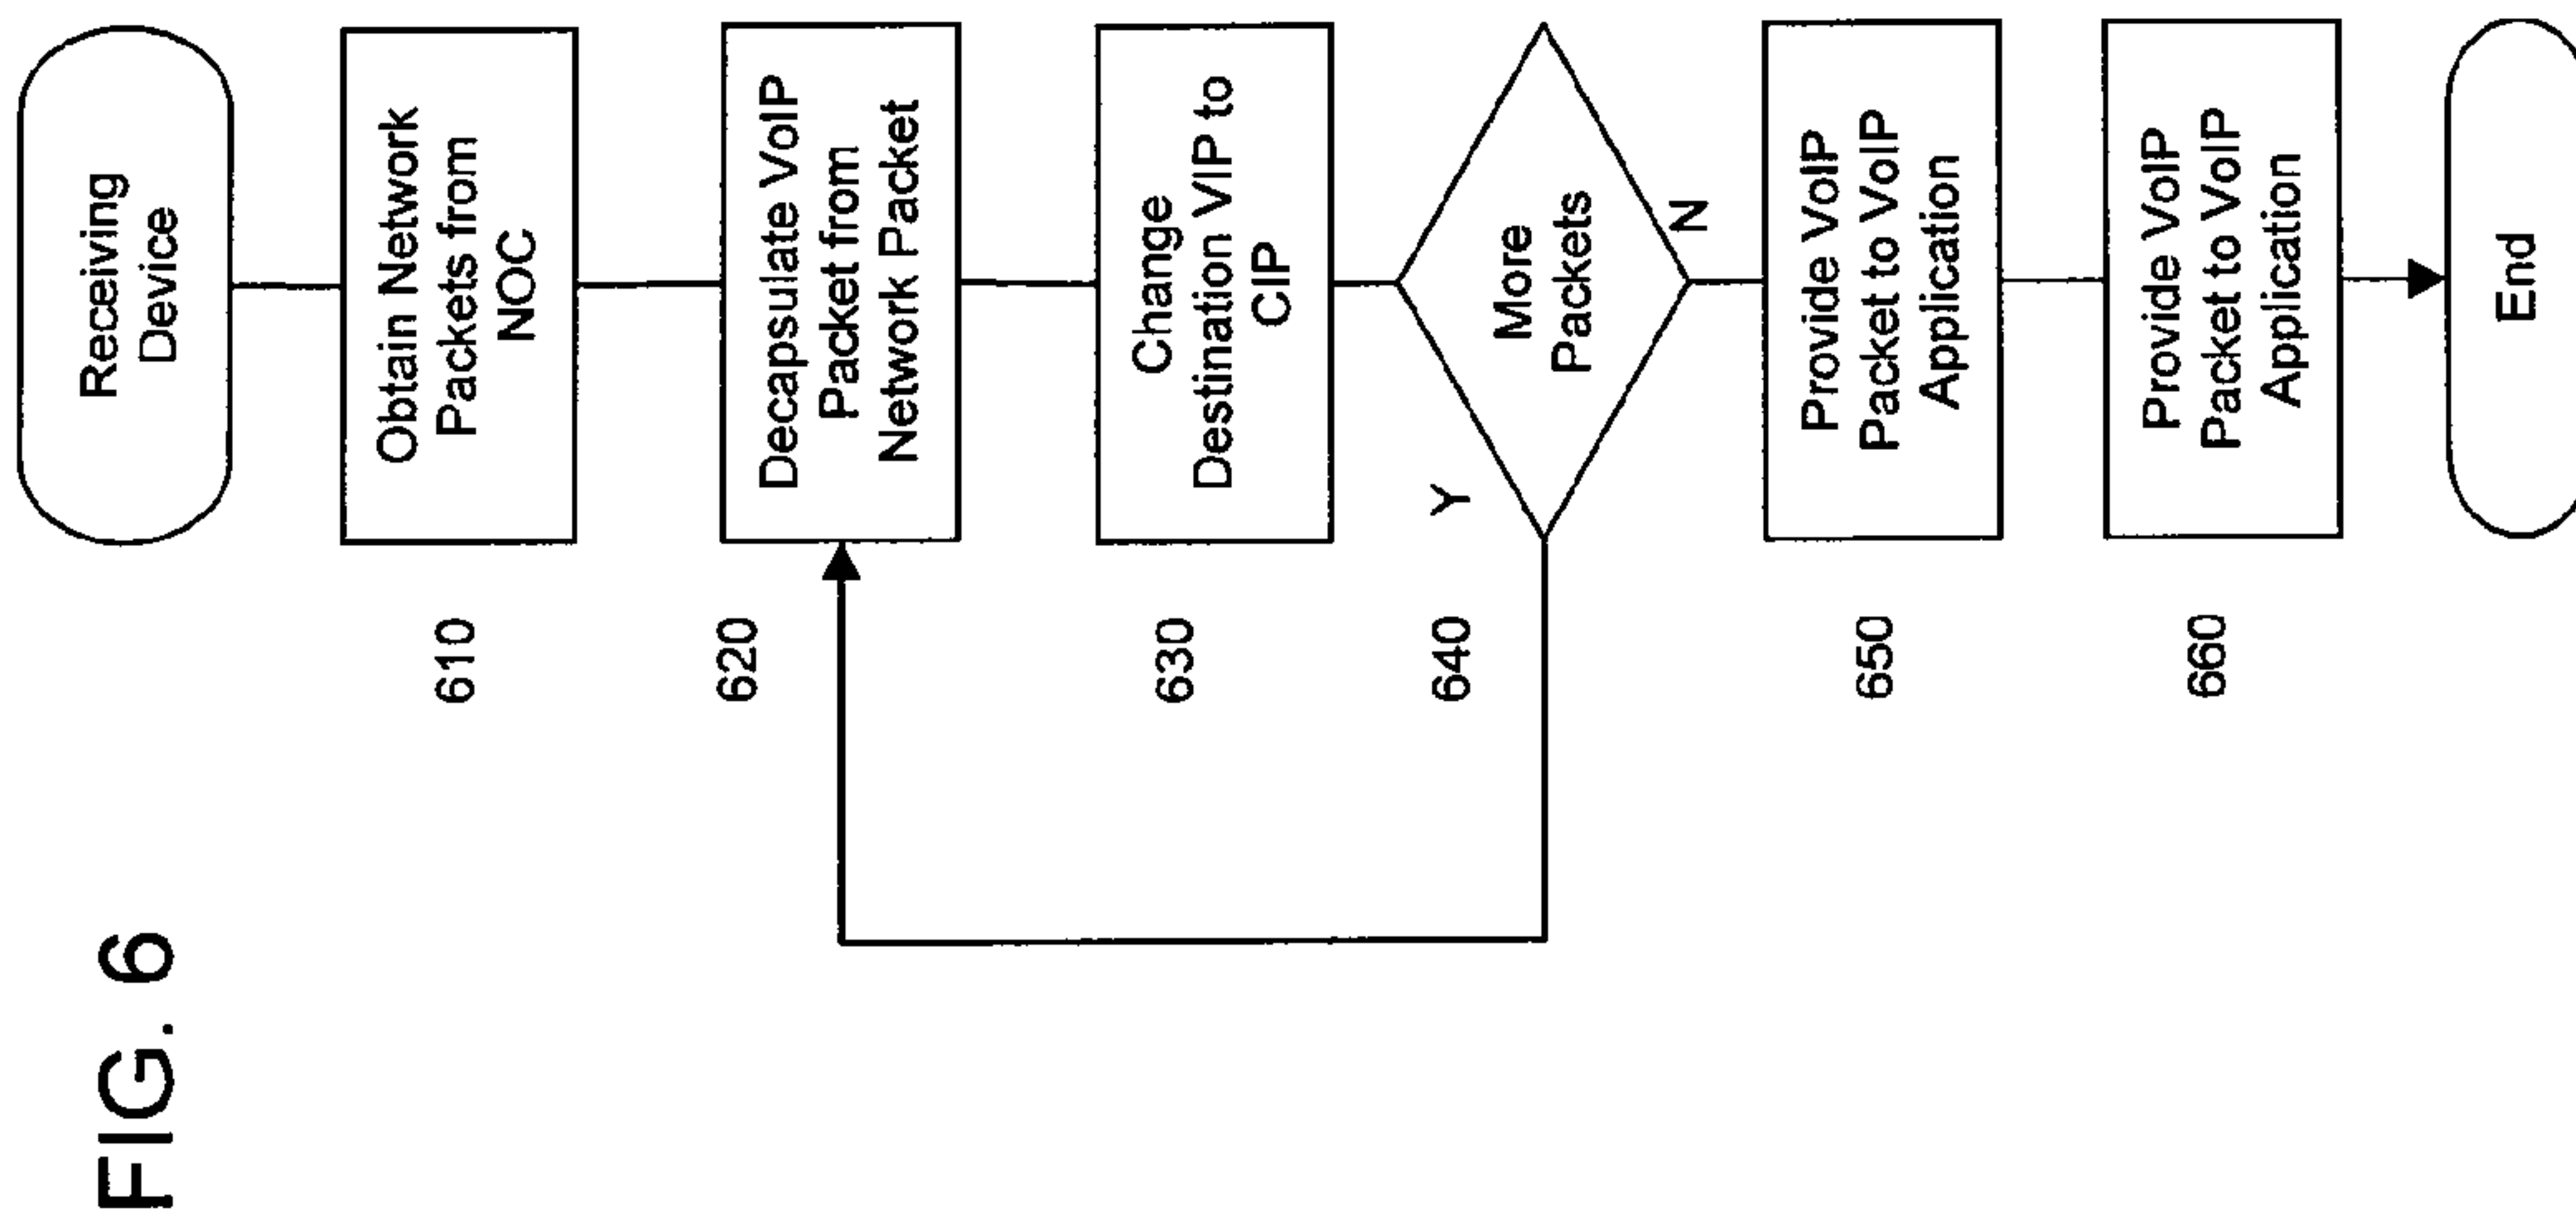 FIG. 6
Receiving
Device
610
Obtain Network
Packets from
NOC
620
Decapsulate VoIP
Packet from
Network Packet
630
Change
Destination VIP to
CIP
640
Y
More
Packets
N
650
Provide VoIP
Packet to VoIP
Application
660
Provide VoIP
Packet to VoIP
Application
End